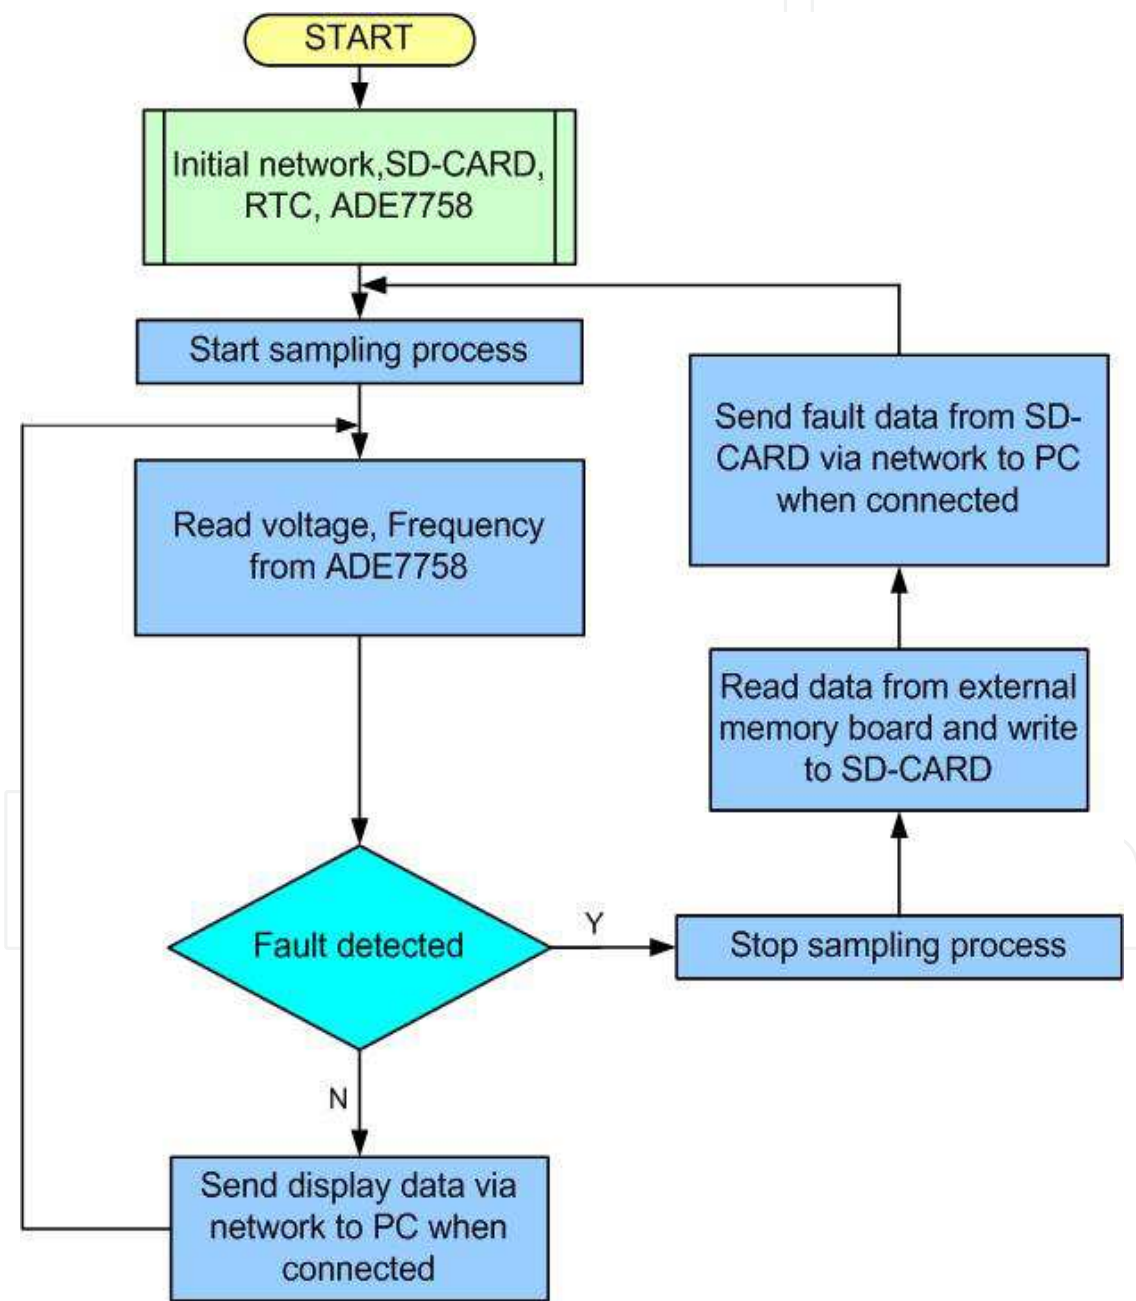 START
Initial network,SD-CARD,
RTC, ADE7758
Start sampling process
Read voltage, Frequency
from ADE7758
Fault detected
Y
N
Send display data via
network to PC when
connected
Stop sampling process
Read data from external
memory board and write
to SD-CARD
Send fault data from SD-
CARD via network to PC
when connected